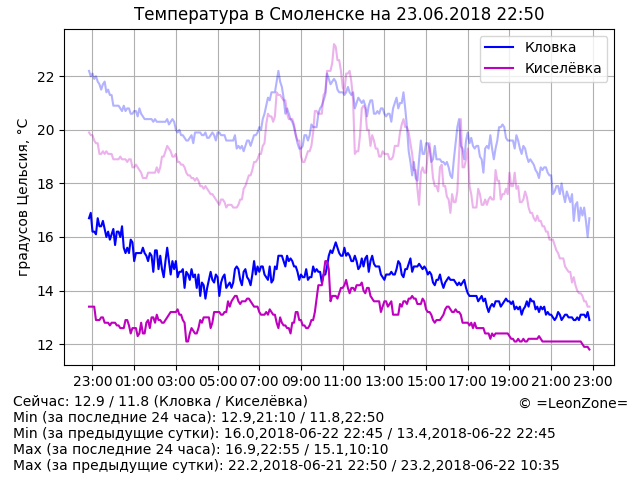 Температура в Смоленске на 23.06.2018 22:50
Кловка
Киселёвка
градусов Цельсия, °C
22
20
18
16
14
12
23:00 01:00 03:00 05:00 07:00 09:00 11:00 13:00 15:00 17:00 19:00 21:00 23:00
Сейчас: 12.9 / 11.8 (Кловка / Киселёвка)
© =LeonZone=
Min (за последние 24 часа): 12.9,21:10 / 11.8,22:50
Min (за предыдущие сутки): 16.0,2018-06-22 22:45 / 13.4,2018-06-22 22:45
Max (за последние 24 часа): 16.9,22:55 / 15.1,10:10
Max (за предыдущие сутки): 22.2,2018-06-21 22:50 / 23.2,2018-06-22 10:35